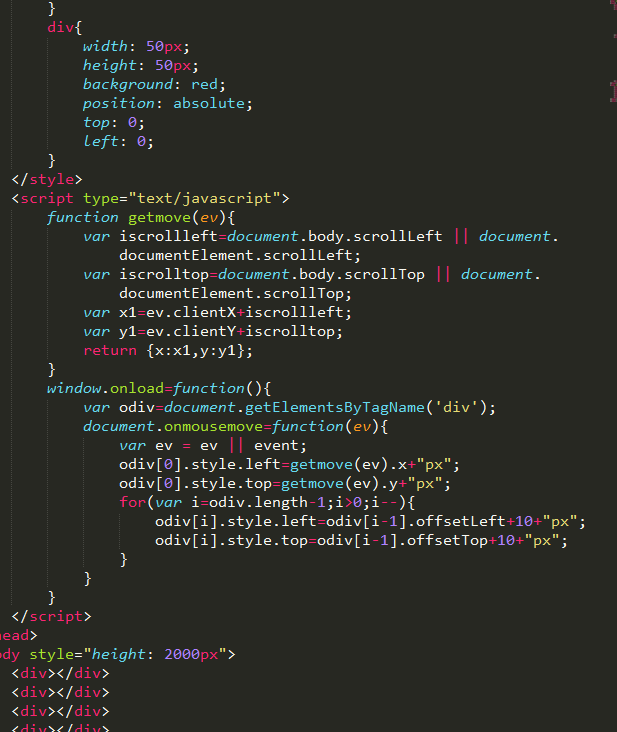 }
div{
width: 50px;
height: 50px;
background: red;
position: absolute;
top: 0;
left: 0;
}
</style>
<script type="text/javascript">
function getmove(ev){
var iscrollleft=document.body.scrollLeft || document.
documentElement.scrollLeft;
var iscrolltop=document.body.scrollTop || document.
documentElement.scrollTop;
var x1=ev.clientX+iscrollleft;
var y1=ev.clientY+iscrolltop;
return {x:x1,y:y1};
}
window.onload=function(){
var odiv=document.getElementsByTagName('div');
document.onmousemove=function(ev){
var ev = ev || event;
odiv[0].style.left=getmove(ev).x+"px";
odiv[0].style.top=getmove(ev).y+"px";
for(var i=odiv.length-1;i>0;i--){
odiv[i].style.left=odiv[i-1].offsetLeft+10+"px";
odiv[i].style.top=odiv[i-1].offsetTop+10+"px";
}
}
}
</script>
ead>
dy style="height: 2000px">
<div></div>
<div></div>
<div></div>
<div></div>